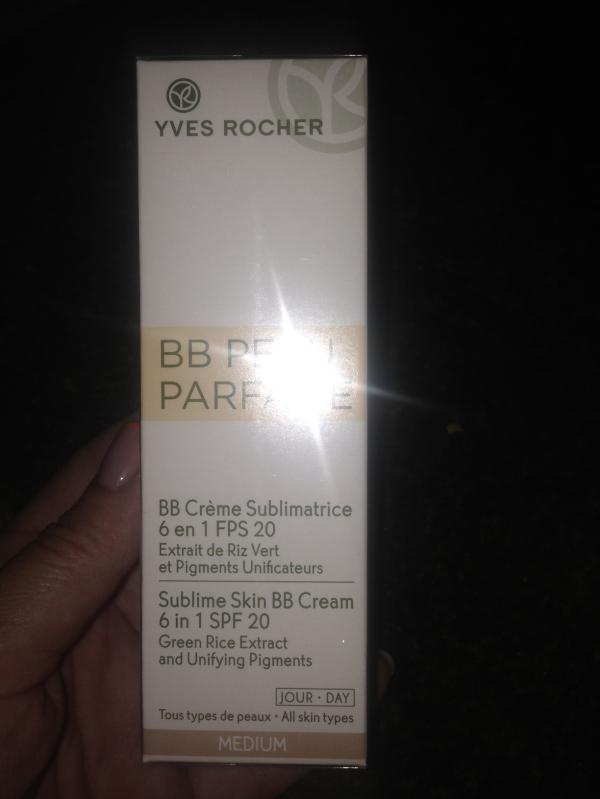 YVES ROCHER
BB
BB Crème Sublimatrice
6 en 1 FPS 20
Extrait de Riz Vert
et Pigments Unificateurs
Sublime Skin BB Cream
6 in 1 SPF 20
Green Rice Extract
and Unifying Pigments
JOUR • DAY
Tous types de peaux • All skin types
MEDIUM